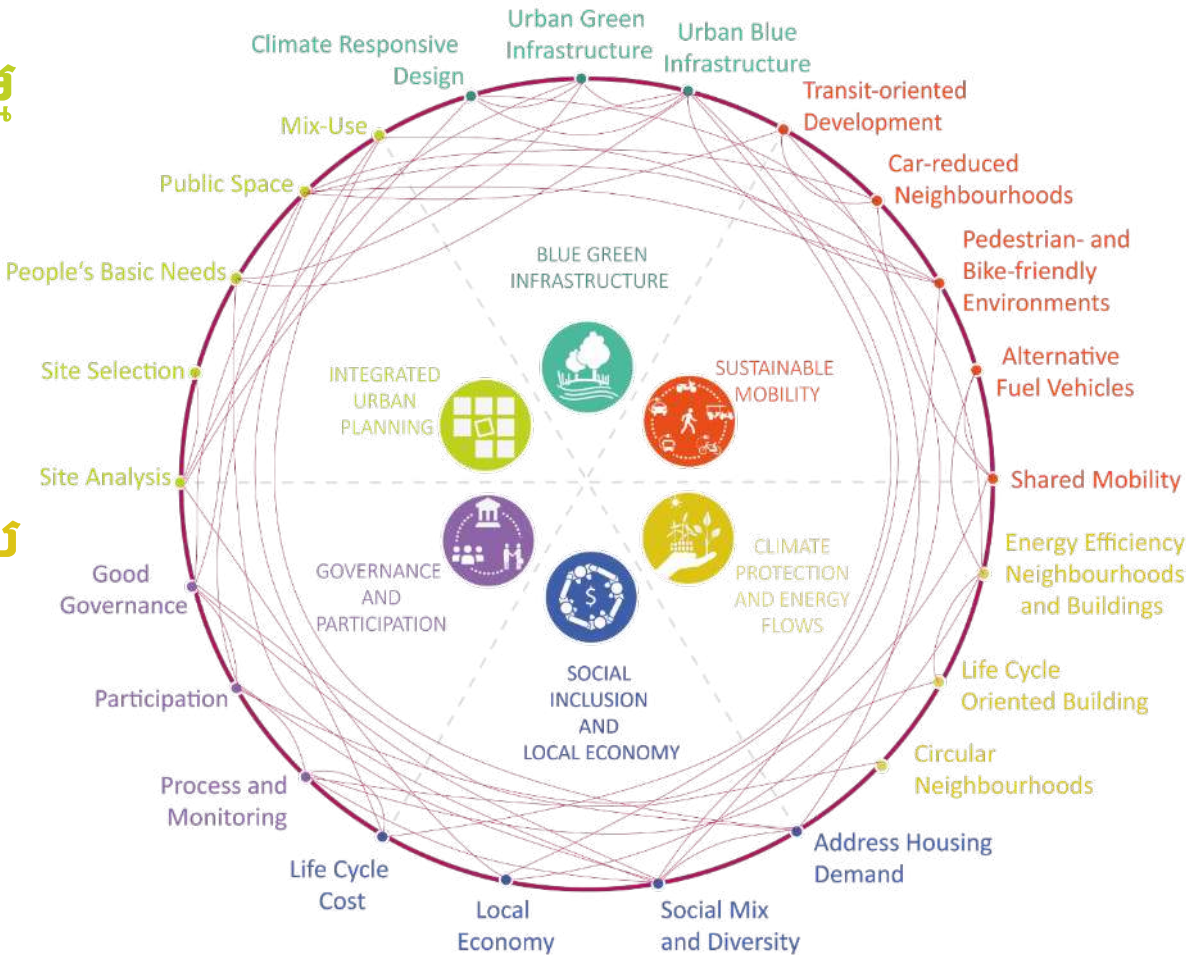 Urban Green
Infrastructure
Urban Blue
Infrastructure
Climate Responsive
Design
Transit-oriented
Development
Mix-Use
Car-reduced
Neighbourhoods
Public Space
Pedestrian- and
Bike-friendly
Environments
People's Basic Needs
Alternative
Fuel Vehicles
Site Selection
Site Analysis
Shared Mobility
Energy Efficiency
Neighbourhoods
and Buildings
Good
Governance
Life Cycle
Oriented Building
Participation
Circular
Neighbourhoods
Process and
Monitoring
Address Housing
Demand
Life Cycle
Cost
Local
Economy
Social Mix
and Diversity
BLUE GREEN
INFRASTRUCTURE
INTEGRATED
URBAN
PLANNING
SUSTAINABLE
MOBILITY
GOVERNANCE
AND
PARTICIPATION
$
CLIMATE
PROTECTION
AND ENERGY
FLOWS
SOCIAL
INCLUSION
AND
LOCAL ECONOMY